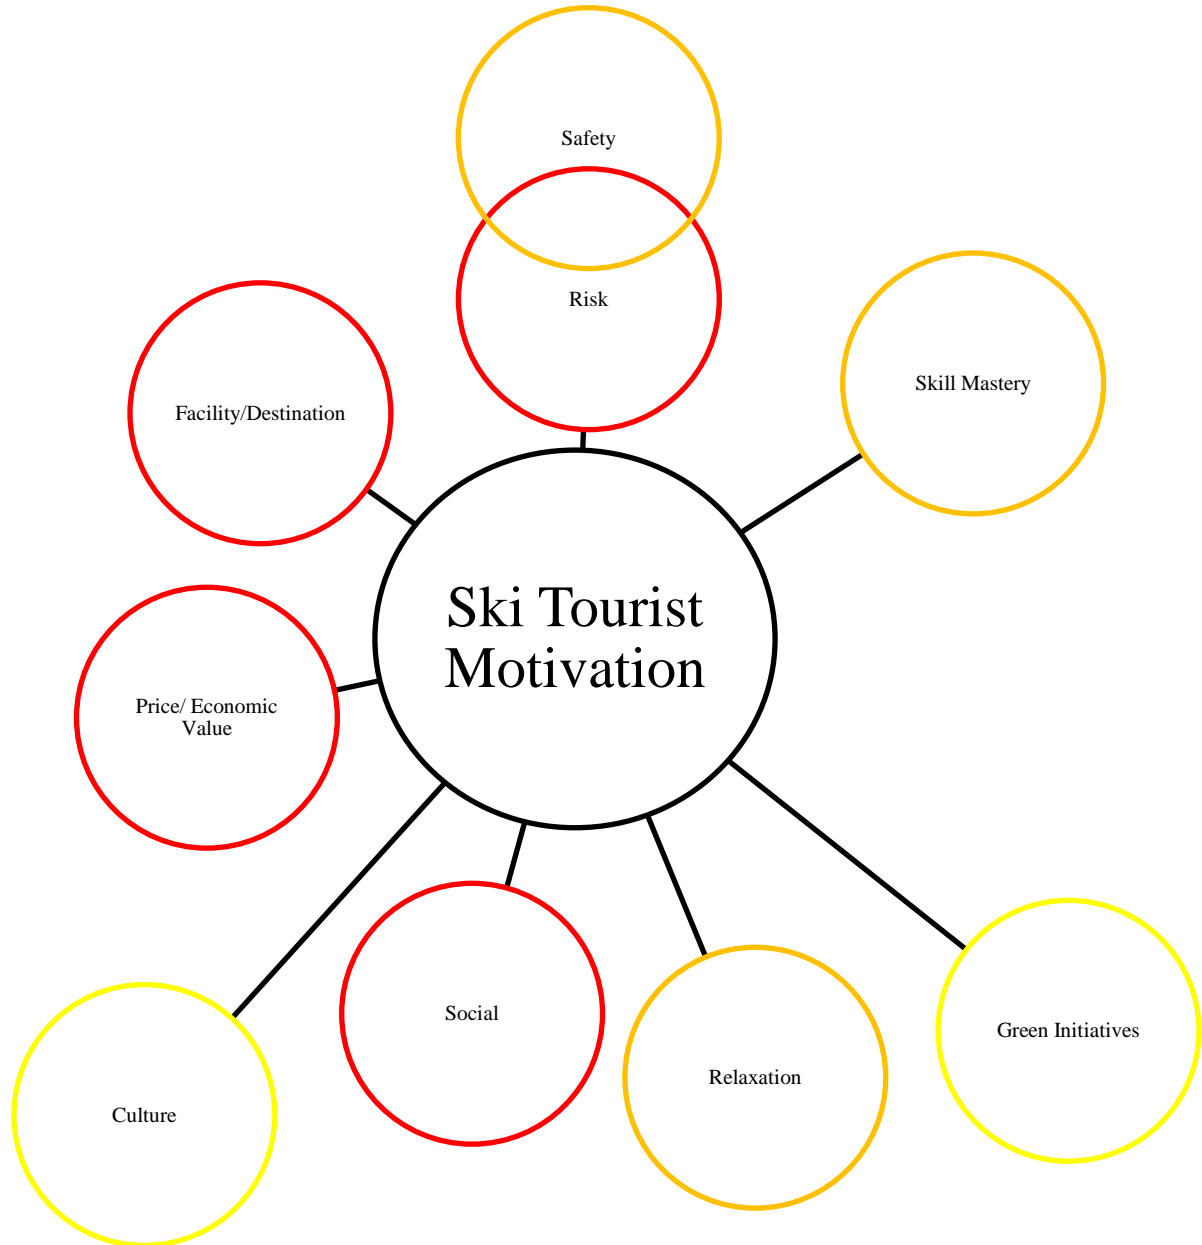 Safety
Risk
Skill Mastery
Facility/Destination
Ski Tourist
Motivation
Price/ Economic
Value
Social
Green Initiatives
Relaxation
Culture